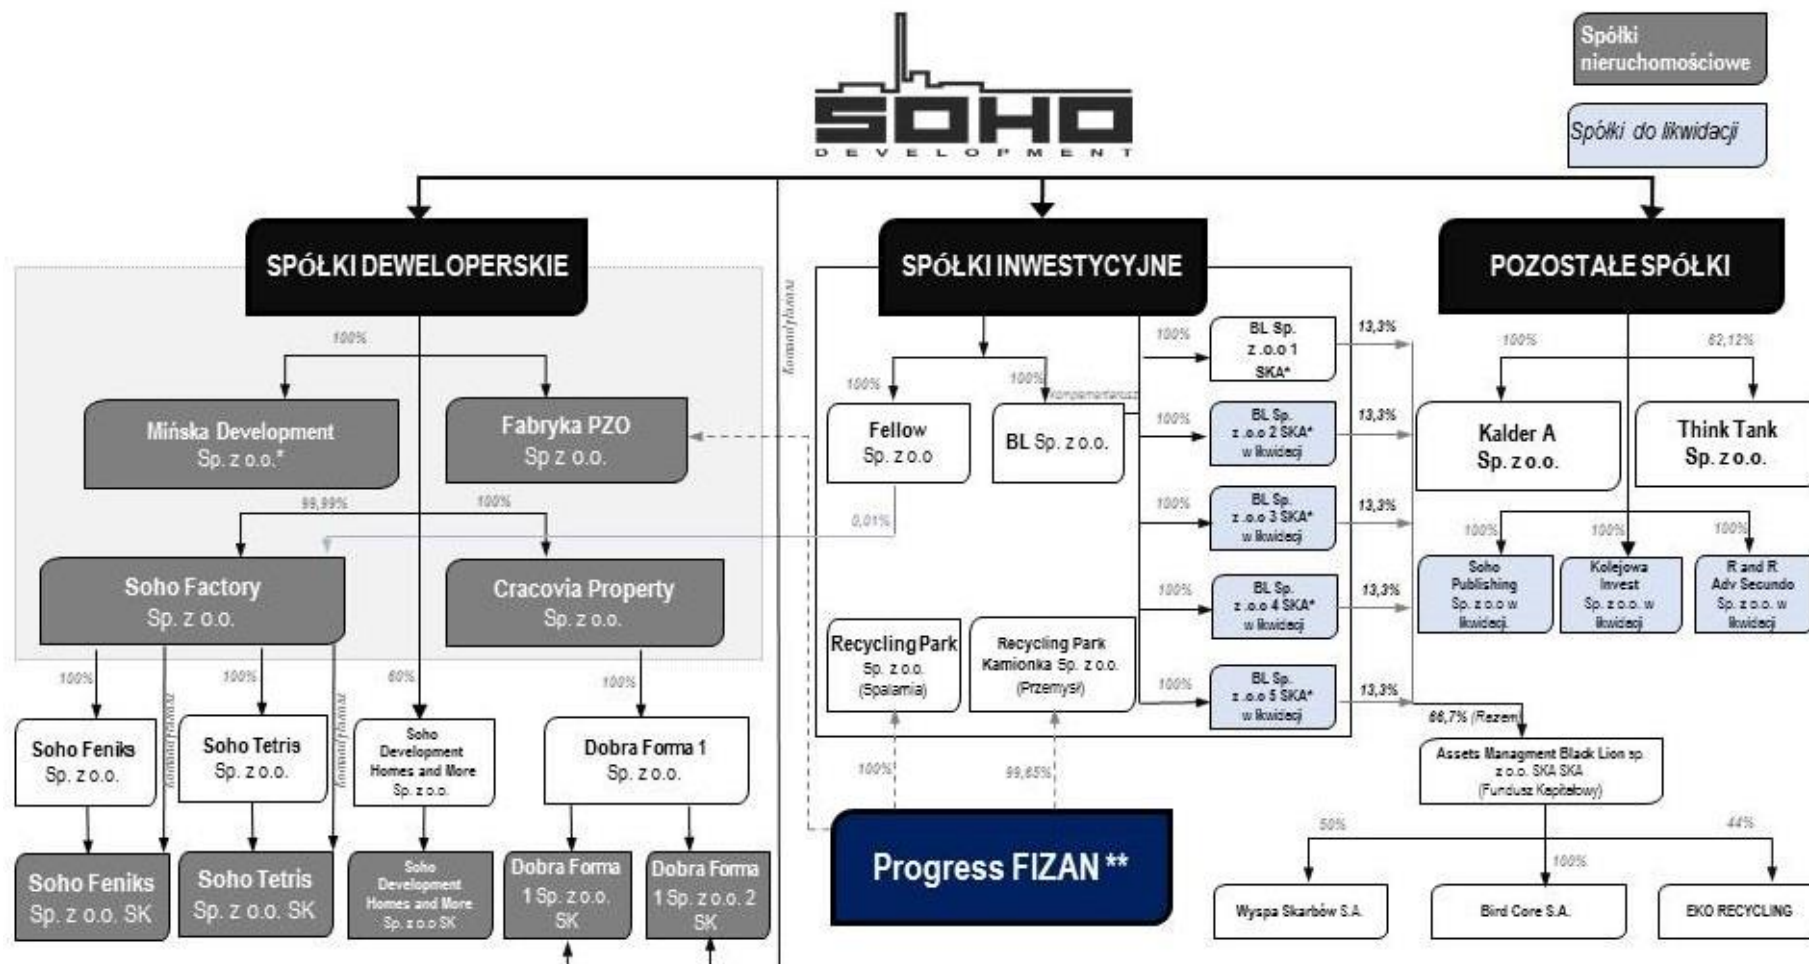 SOHO
DEVELOPMENT
Spółki
nieruchomościowe
Spółki do likwidacji
SPÓŁKI DEWELOPERSKIE
SPÓŁKI INWESTYCYJNE
POZOSTAŁE SPÓŁKI
Komandytariusz
100%
Mińska Development
Sp. z o.o.*
Fabryka PZO
Sp z o.o.
99,99%
100%
Soho Factory
Sp. z o.o.
Cracovia Property
Sp. z o.o.
100%
Komandytariusz
100%
Komandytariusz
60%
100%
Soho Feniks
Sp. z o.o.
Soho Tetris
Sp. z o.o.
Soho
Development
Homes and More
Sp. z o.o.
Dobra Forma 1
Sp. z o.o.
Soho Feniks
Sp. z o.o. SK
Soho Tetris
Sp. z o.o. SK
Soho
Development
Homes and More
Sp. z o.o SK
Dobra Forma
1 Sp. z o.o.
SK
Dobra Forma
1 Sp. z o.o. 2
SK
100%
100%
Komplementariusz
Fellow
Sp. z o.o
BL Sp. z o.o.
0,01%
100%
BL Sp.
z .o.o 1
SKA*
13,3%
100%
BL Sp.
z .o.o 2 SKA*
w likwidacji
13,3%
100%
BL Sp.
z .o.o 3 SKA*
w likwidacji
13,3%
100%
BL Sp.
z .o.o 4 SKA*
w likwidacji
13,3%
100%
BL Sp.
z .o.o 5 SKA*
w likwidacji
13,3%
Recycling Park
Sp. z o.o.
(Spalarnia)
Recycling Park
Kamionka Sp. z o.o.
(Przemysł)
100%
99,65%
Progress FIZAN **
100%
62,12%
Kalder A
Sp. z o.o.
Think Tank
Sp. z o.o.
100%
100%
100%
Soho
Publishing
Sp. z o.o w
likwidacji.
Kolejowa
Invest
Sp. z o.o. w
likwidacji
R and R
Adv Secundo
Sp. z o.o. w
likwidacji
66,7% (Razem)
Assets Managment Black Lion sp.
z o.o. SKA SKA
(Fundusz Kapitałowy)
50%
100%
44%
Wyspa Skarbów S.A.
Bird Core S.A.
EKO RECYCLING